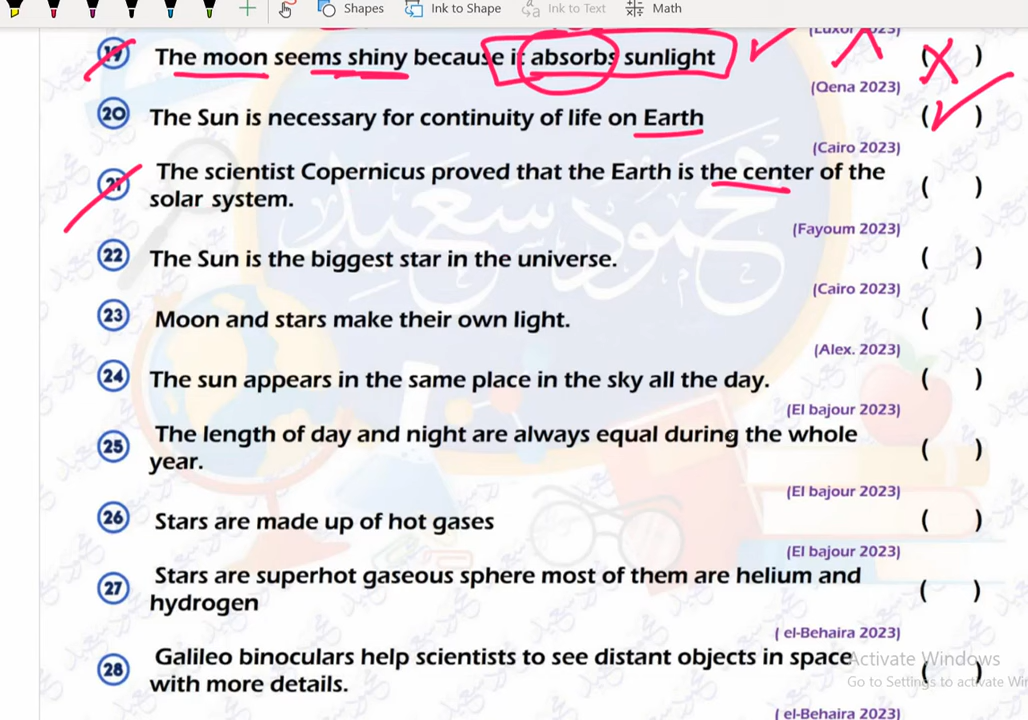 Shapes Ink to Shape Ink to Text Math
19 The moon seems shiny because it absorbs sunlight ( )
(Qena 2023)
20 The Sun is necessary for continuity of life on Earth ( )
(Cairo 2023)
21 The scientist Copernicus proved that the Earth is the center of the
solar system. ( )
(Fayoum 2023)
22 The Sun is the biggest star in the universe. ( )
(Cairo 2023)
23 Moon and stars make their own light. ( )
(Alex. 2023)
24 The sun appears in the same place in the sky all the day. ( )
(El bajour 2023)
25 The length of day and night are always equal during the whole
year. ( )
(El bajour 2023)
26 Stars are made up of hot gases ( )
(El bajour 2023)
27 Stars are superhot gaseous sphere most of them are helium and
hydrogen ( )
( el-Behaira 2023)
28 Galileo binoculars help scientists to see distant objects in space
with more details. ( )
( el-Behaira 2023)
محمود سعيد
Activate Windows
Go to Settings to activate Wi